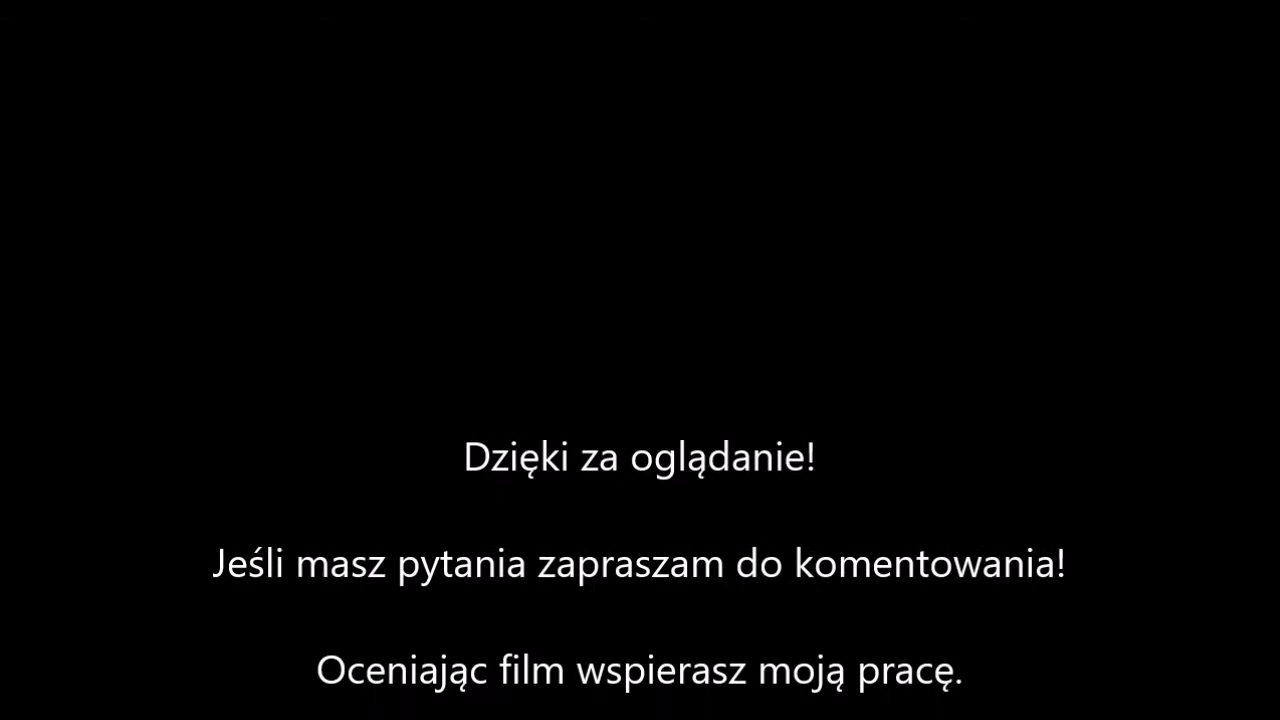 Dzięki za oglądanie!
Jeśli masz pytania zapraszam do komentowania!
Oceniając film wspierasz moją pracę.